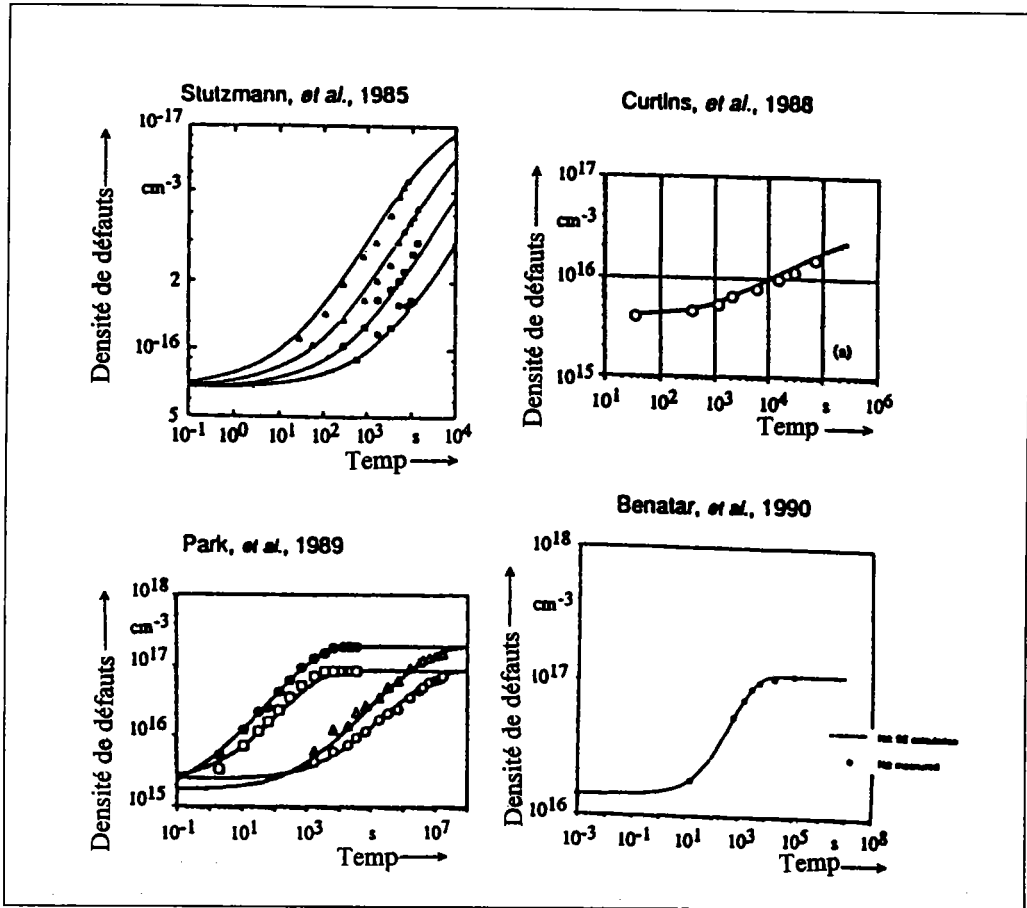 Stutzmann, et al., 1985
Densité de défauts
10-17
cm-3
2
10-16
5
10-1 100 101 102 103 s 104
Temp
Curtins, et al., 1988
Densité de défauts
1017
cm-3
1016
1015
(a)
101 102 103 104 s 106
Temp
Park, et al., 1989
Densité de défauts
1018
cm-3
1017
1016
1015
10-1 101 103 s 107
Temp
Benatar, et al., 1990
Densité de défauts
1018
cm-3
1017
1016
measured
10-3 10-1 101 103 105 s 108
Temp